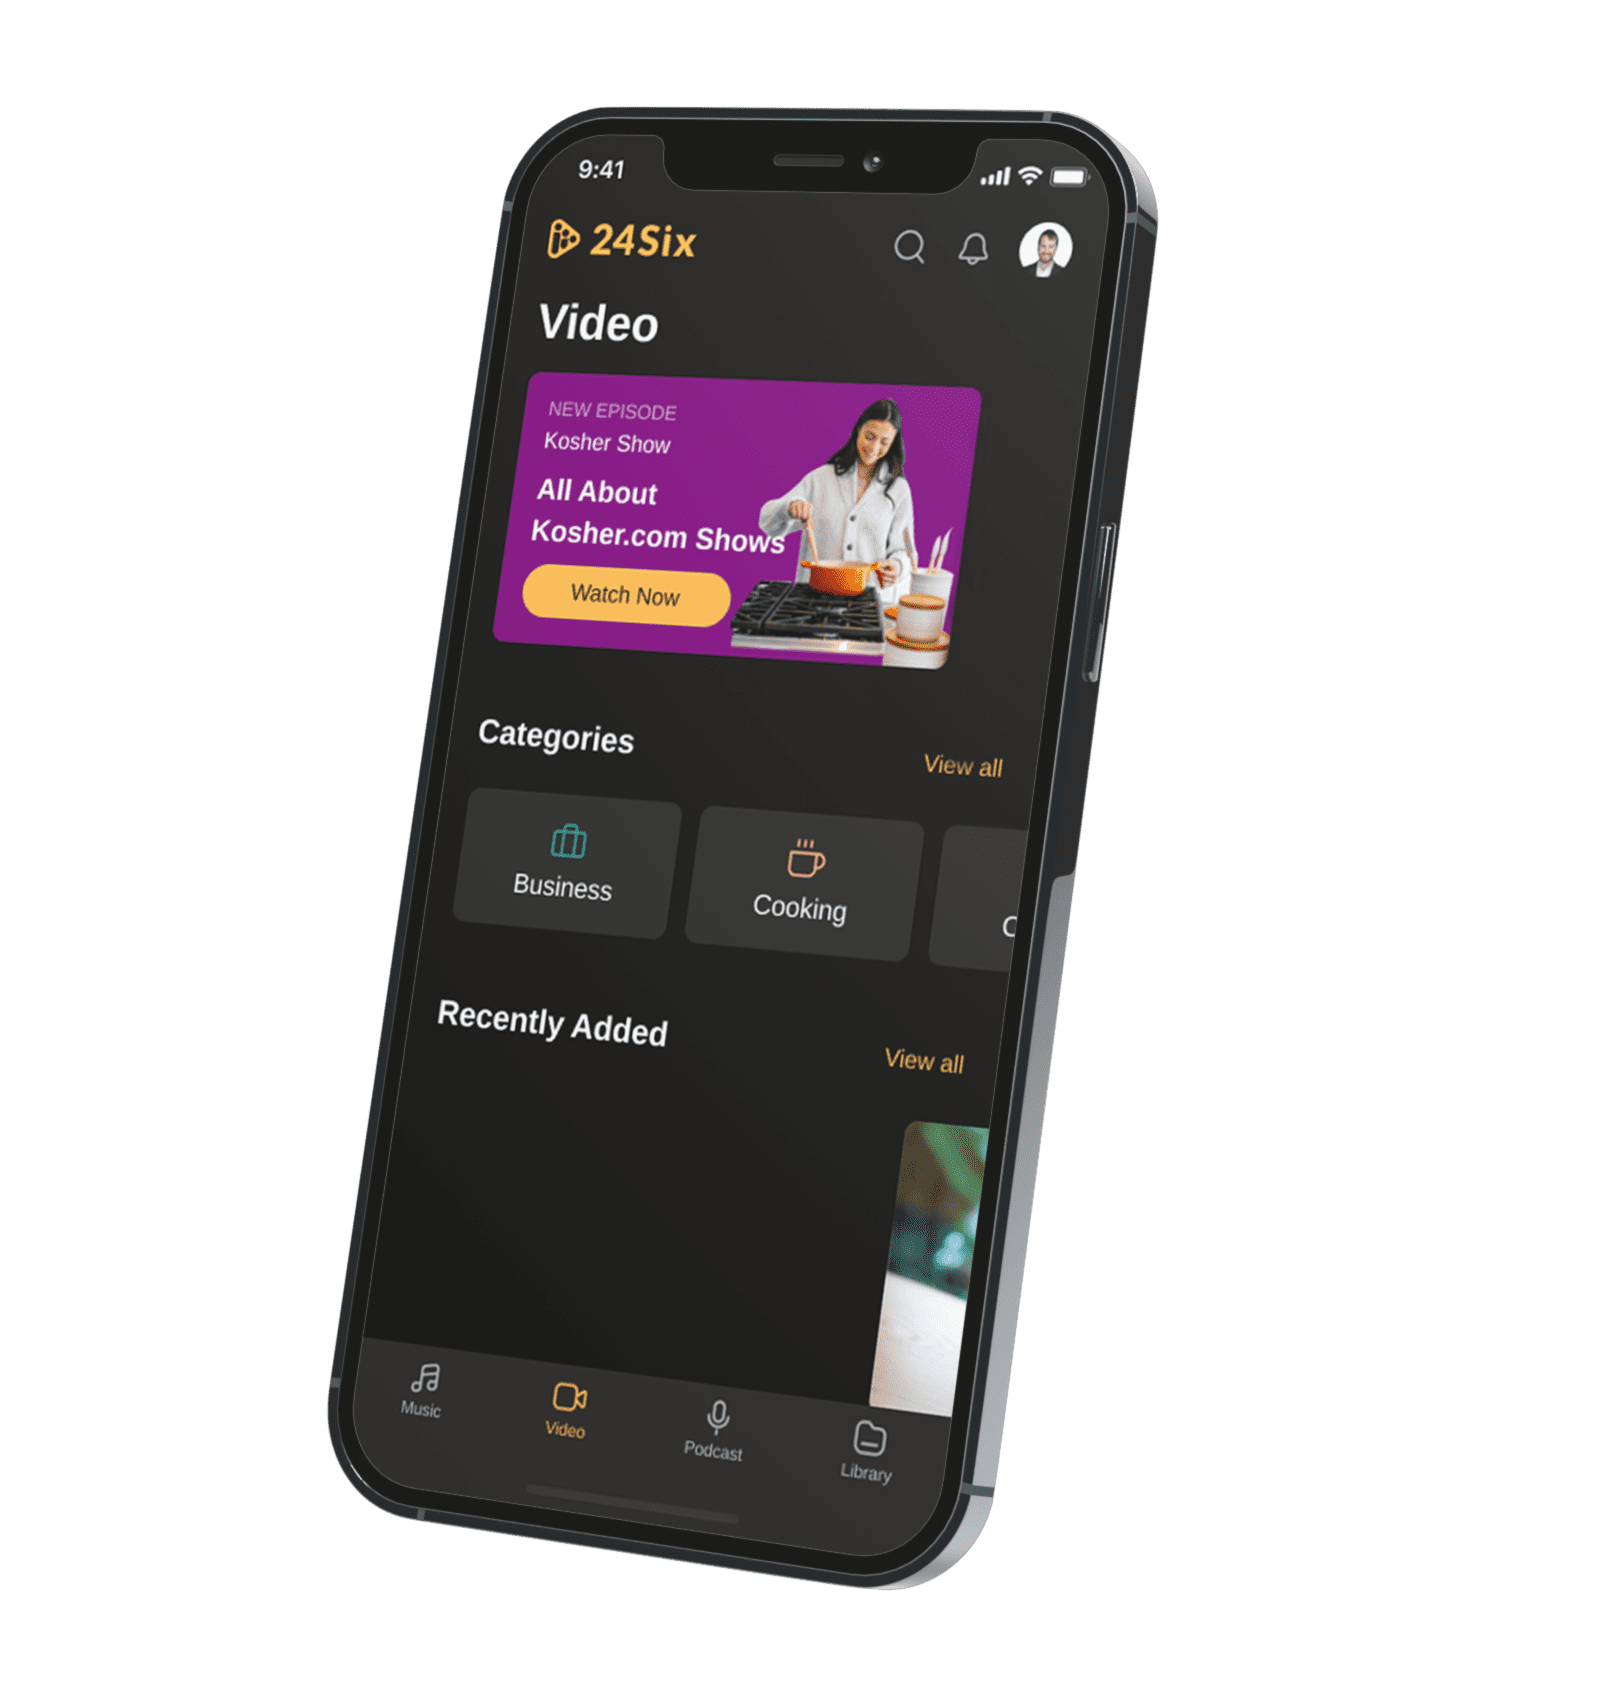 9:41
24Six
Video
NEW EPISODE
Kosher Show
All About
Kosher.com Shows
Watch Now
Categories
View all
Business
Cooking
Recently Added
View all
Music
Video
Podcast
Library